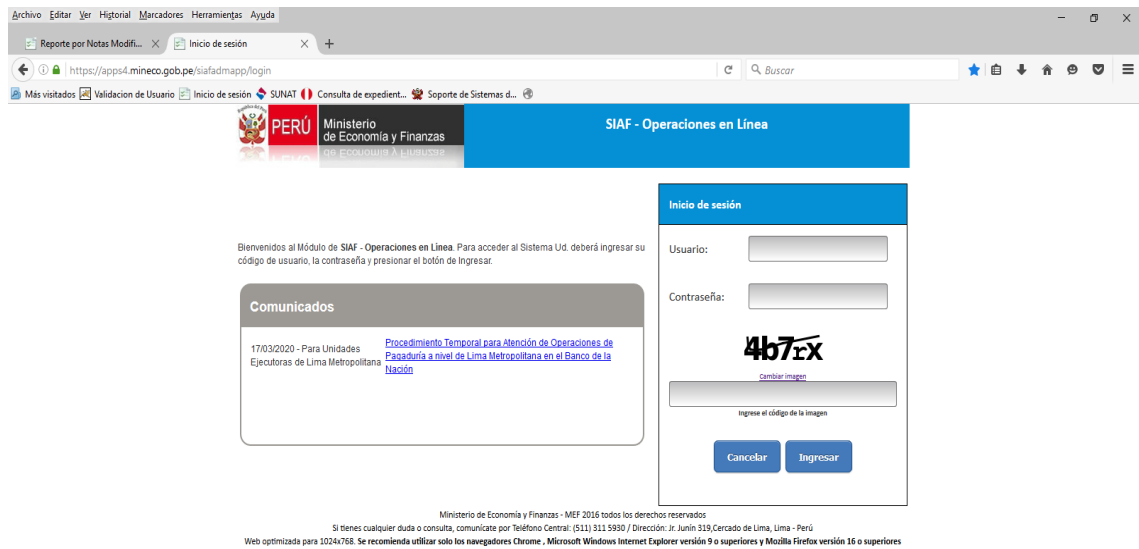 Archivo Editar Ver Historial Marcadores Herramientas Ayuda
Reporte por Notas Modifi...
Inicio de sesión
https://apps4.mineco.gob.pe/siafadmapp/login
Buscar
Más visitados Validacion de Usuario Inicio de sesión SUNAT Consulta de expedient... Soporte de Sistemas d...
PERÚ
Ministerio
de Economía y Finanzas
SIAF - Operaciones en Línea
Inicio de sesión
Bienvenidos al Módulo de SIAF - Operaciones en Linea. Para acceder al Sistema Ud. deberá ingresar su
código de usuario, la contraseña y presionar el botón de Ingresar.
Usuario:
Contraseña:
Comunicados
17/03/2020 - Para Unidades
Ejecutoras de Lima Metropolitana
Procedimiento Temporal para Atención de Operaciones de
Pagaduría a nivel de Lima Metropolitana en el Banco de la
Nación
4b7rx
Cambiar imagen
Ingrese el código de la imagen
Cancelar
Ingresar
Ministerio de Economía y Finanzas - MEF 2016 todos los derechos reservados
Si tienes cualquier duda o consulta, comunícate por Teléfono Central: (511) 311 5930 / Dirección: Jr. Junín 319,Cercado de Lima, Lima - Perú
Web optimizada para 1024x768. Se recomienda utilizar solo los navegadores Chrome , Microsoft Windows Internet Explorer versión 9 o superiores y Mozilla Firefox versión 16 o superiores